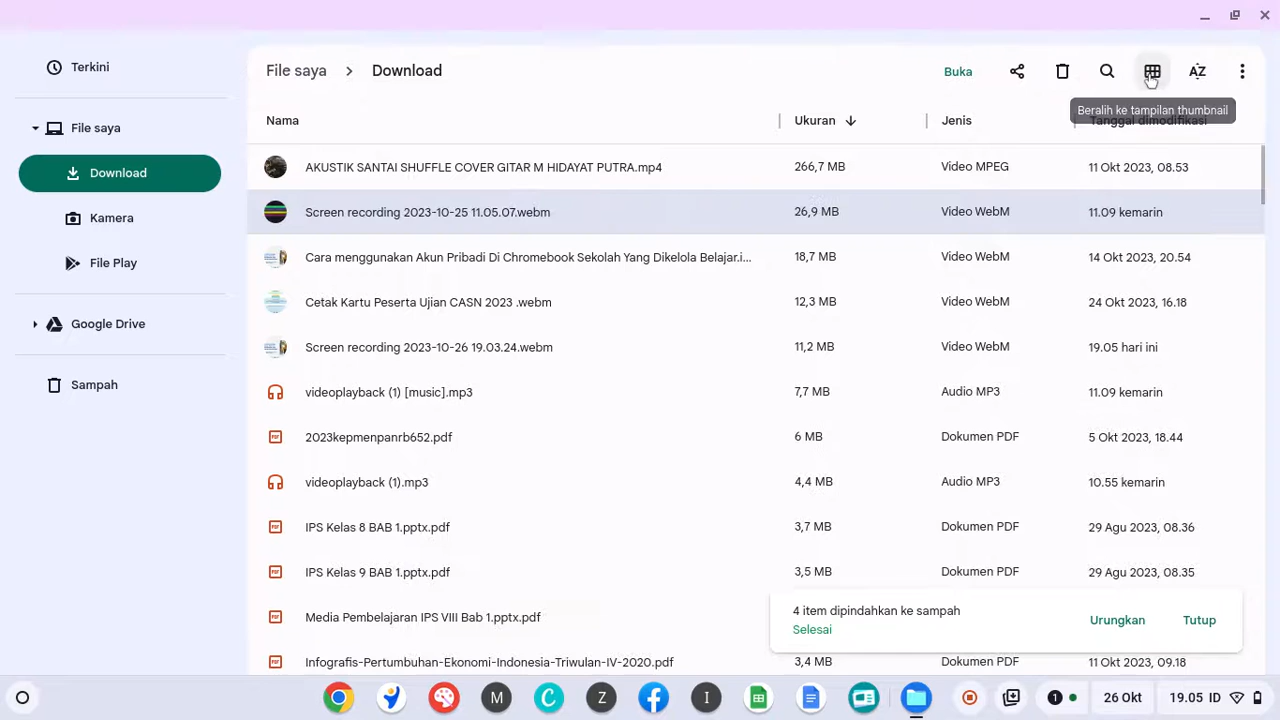 Terkini
File saya
Download
Kamera
File Play
Google Drive
Sampah
File saya > Download
Buka
AZ
Beralih ke tampilan thumbnail
Nama Ukuran Jenis Tanggal dimodifikasi
AKUSTIK SANTAI SHUFFLE COVER GITAR M HIDAYAT PUTRA.mp4 266,7 MB Video MPEG 11 Okt 2023, 08.53
Screen recording 2023-10-25 11.05.07.webm 26,9 MB Video WebM 11.09 kemarin
Cara menggunakan Akun Pribadi Di Chromebook Sekolah Yang Dikelola Belajar.i... 18,7 MB Video WebM 14 Okt 2023, 20.54
Cetak Kartu Peserta Ujian CASN 2023 .webm 12,3 MB Video WebM 24 Okt 2023, 16.18
Screen recording 2023-10-26 19.03.24.webm 11,2 MB Video WebM 19.05 hari ini
videoplayback (1) [music].mp3 7,7 MB Audio MP3 11.09 kemarin
2023kepmenpanrb652.pdf 6 MB Dokumen PDF 5 Okt 2023, 18.44
videoplayback (1).mp3 4,4 MB Audio MP3 10.55 kemarin
IPS Kelas 8 BAB 1.pptx.pdf 3,7 MB Dokumen PDF 29 Agu 2023, 08.36
IPS Kelas 9 BAB 1.pptx.pdf 3,5 MB Dokumen PDF 29 Agu 2023, 08.35
Media Pembelajaran IPS VIII Bab 1.pptx.pdf
Infografis-Pertumbuhan-Ekonomi-Indonesia-Triwulan-IV-2020.pdf 3,4 MB Dokumen PDF 11 Okt 2023, 09.18
4 item dipindahkan ke sampah
Selesai
Urungkan Tutup
M Z I 1 26 Okt 19.05 ID